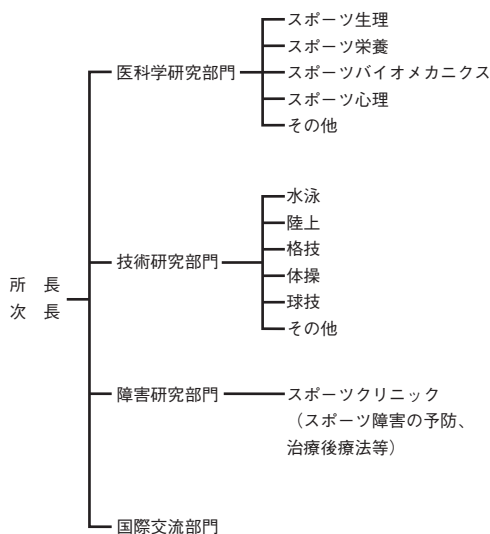 所　長
次　長
医科学研究部門
スポーツ生理
スポーツ栄養
スポーツバイオメカニクス
スポーツ心理
その他
技術研究部門
水泳
陸上
格技
体操
球技
その他
障害研究部門
スポーツクリニック
（スポーツ障害の予防、
治療後療法等）
国際交流部門